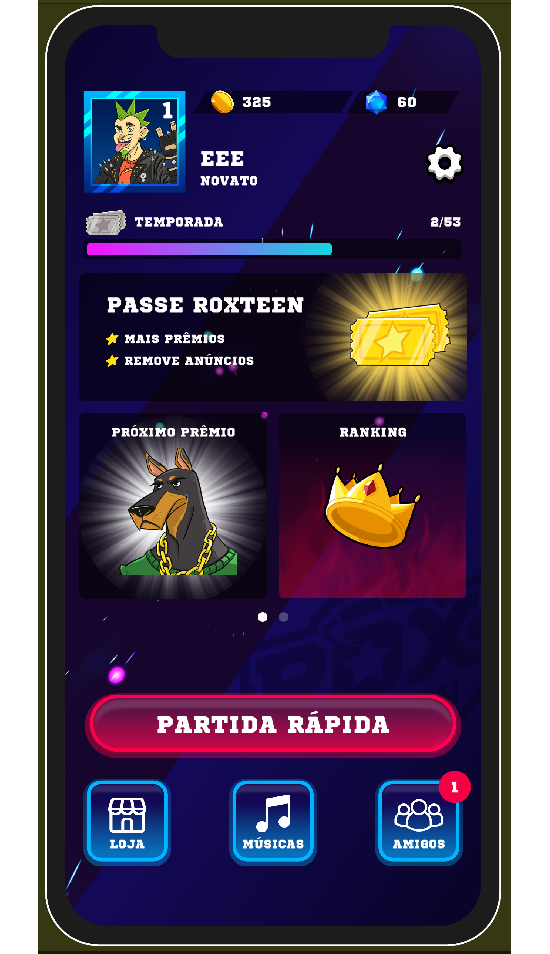 1
325
60
EEE
NOVATO
TEMPORADA
2/53
PASSE ROXTEEN
MAIS PRÊMIOS
REMOVE ANÚNCIOS
PRÓXIMO PRÊMIO
RANKING
PARTIDA RÁPIDA
1
LOJA
MÚSICAS
AMIGOS